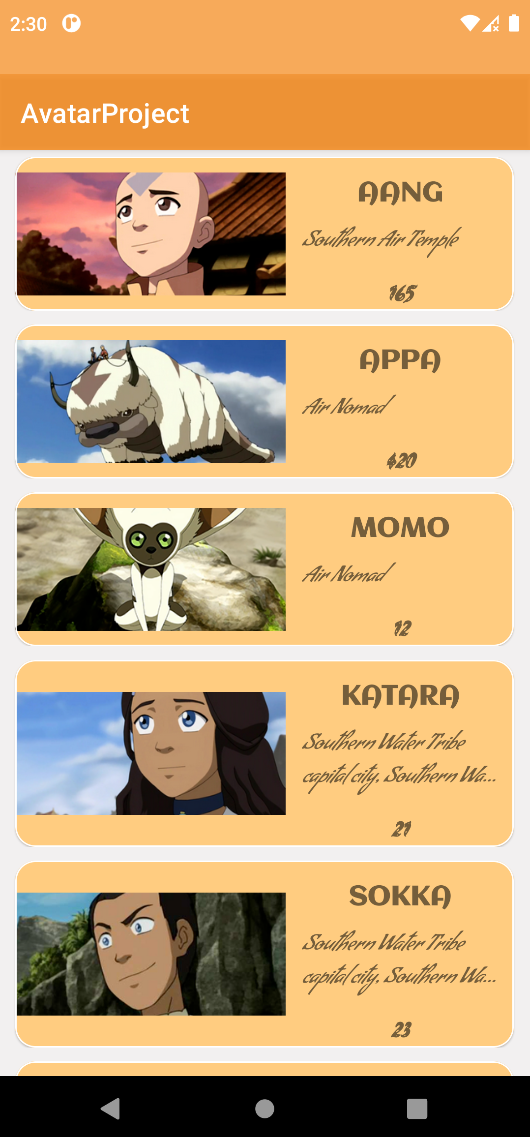 2:30
AvatarProject
AANG
Southern Air Temple
165
APPA
Air Nomad
420
MOMO
Air Nomad
12
KATARA
Southern Water Tribe
capital city, Southern Wa...
21
SOKKA
Southern Water Tribe
capital city, Southern Wa...
23